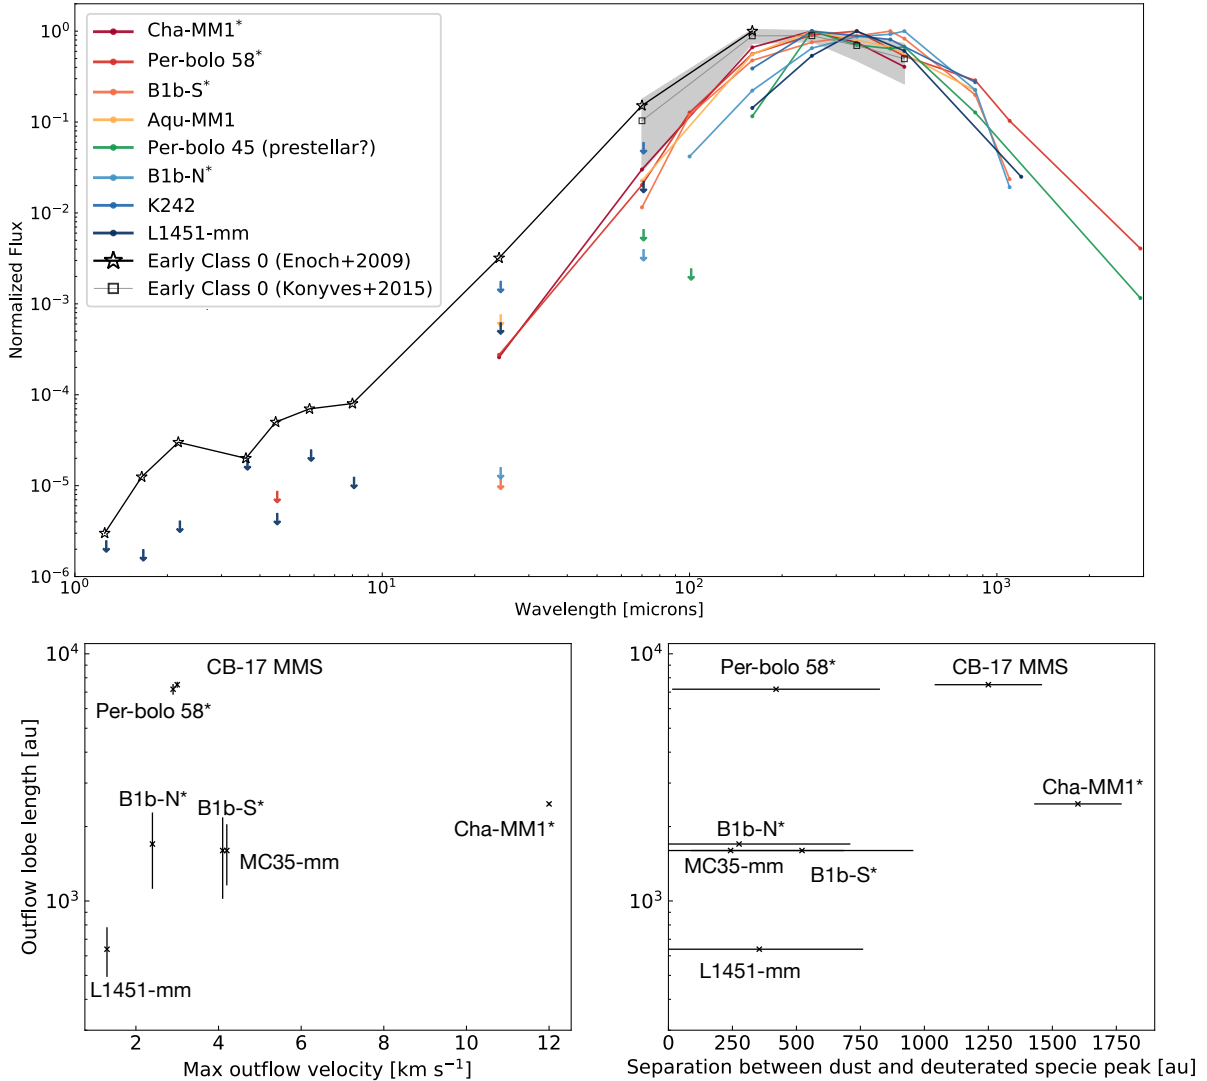 Cha-MM1*
Per-bolo 58*
B1b-S*
Aqu-MM1
Per-bolo 45 (prestellar?)
B1b-N*
K242
L1451-mm
Early Class 0 (Enoch+2009)
Early Class 0 (Konyves+2015)
Normalized Flux
10⁰
10⁻¹
10⁻²
10⁻³
10⁻⁴
10⁻⁵
10⁻⁶
10⁰
10¹
10²
10³
Wavelength [microns]
Outflow lobe length [au]
10⁴
10³
CB-17 MMS
Per-bolo 58*
B1b-N*
B1b-S*
MC35-mm
Cha-MM1*
L1451-mm
2
4
6
8
10
12
Max outflow velocity [km s⁻¹]
10⁴
10³
Per-bolo 58*
CB-17 MMS
Cha-MM1*
B1b-N*
MC35-mm
B1b-S*
L1451-mm
0
250
500
750
1000
1250
1500
1750
Separation between dust and deuterated specie peak [au]